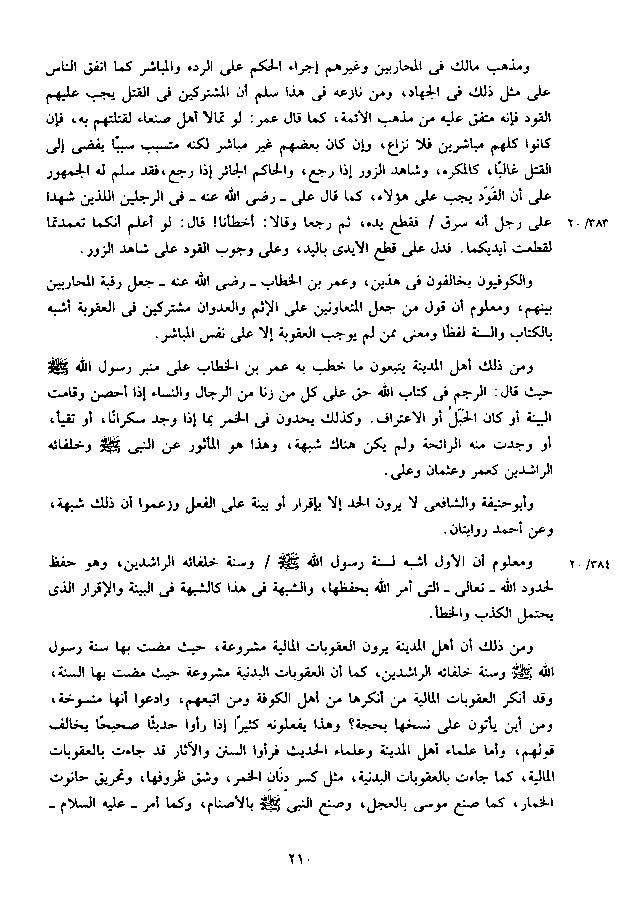 ومذهب مالك فى المحاربين وغيرهم إجراء الحكم على الرده والمباشر كما اتفق الناس
على مثل ذلك فى الجهاد، ومن نازعه فى هذا سلم أن المشتركين فى القتل يجب عليهم
القود فإنه متفق عليه من مذهب الأئمة، كما قال عمر: لو تمالأ أهل صنعاء لقتلتهم به، فإن
كانوا كلهم مباشرين فلا نزاع، وإن كان بعضهم غير مباشر لكنه متسبب سببًا يفضى إلى
القتل غالبًا، كالمكره، وشاهد الزور إذا رجع، والحاكم الجائر إذا رجع،فقد سلم له الجمهور
على أن القَوَد يجب على هؤلاء، كما قال على ـ رضى الله عنه ـ فى الرجلين اللذين شهدا
على رجل أنه سرق / فقطع يده، ثم رجعا وقالا: أخطأنا! قال: لو أعلم أنكما تعمدتما
٢٠/٣٨٣
لقطعت أيديكما. فدل على قطع الأيدى باليد، وعلى وجوب القود على شاهد الزور.
والكوفيون يخالفون فى هذين، وعمر بن الخطاب ـ رضى الله عنه ـ جعل رقبة المحاربين
بينهم، ومعلوم أن قول من جعل المتعاونين على الإثم والعدوان مشتركين فى العقوبة أشبه
بالكتاب والسنة لفظًا ومعنى ممن لم يوجب العقوبة إلا على نفس المباشر.
ومن ذلك أهل المدينة يتبعون ما خطب به عمر بن الخطاب على منبر رسول الله ﷺ
حيث قال: الرجم فى كتاب الله حق على كل من زنا من الرجال والنساء إذا أحصن وقامت
البينة أو كان الحَبَلُ أو الاعتراف. وكذلك يحدون فى الخمر بما إذا وجد سكرانًا، أو تقيأ،
أو وجدت منه الرائحة ولم يكن هناك شبهة، وهذا هو المأثور عن النبى ﷺ وخلفائه
الراشدين كعمر وعثمان وعلى.
وأبوحنيفة والشافعى لا يرون الحد إلا بإقرار أو بينة على الفعل وزعموا أن ذلك شبهة،
وعن أحمد روايتان.
ومعلوم أن الأول أشبه لسنة رسول الله ﷺ / وسنة خلفائه الراشدين، وهو حفظ
٢٠/٣٨٤
لحدود الله ـ تعالى ـ التى أمر الله بحفظها، والشبهة فى هذا كالشبهة فى البينة والإقرار الذى
يحتمل الكذب والخطأ.
ومن ذلك أن أهل المدينة يرون العقوبات المالية مشروعة، حيث مضت بها سنة رسول
الله ﷺ وسنة خلفائه الراشدين، كما أن العقوبات البدنية مشروعة حيث مضت بها السنة،
وقد أنكر العقوبات المالية من أنكرها من أهل الكوفة ومن اتبعهم، وادعوا أنها منسوخة،
ومن أين يأتون على نسخها بحجة؟ وهذا يفعلونه كثيرًا إذا رأوا حديثًا صحيحًا يخالف
قولهم، وأما علماء أهل المدينة وعلماء الحديث فرأوا السنن والآثار قد جاءت بالعقوبات
المالية، كما جاءت بالعقوبات البدنية، مثل كسر دِنَان الخمر، وشق ظروفها، وتحريق حانوت
الخمار، كما صنع موسى بالعجل، وصنع النبى ﷺ بالأصنام، وكما أمر ـ عليه السلام ـ
٢١٠